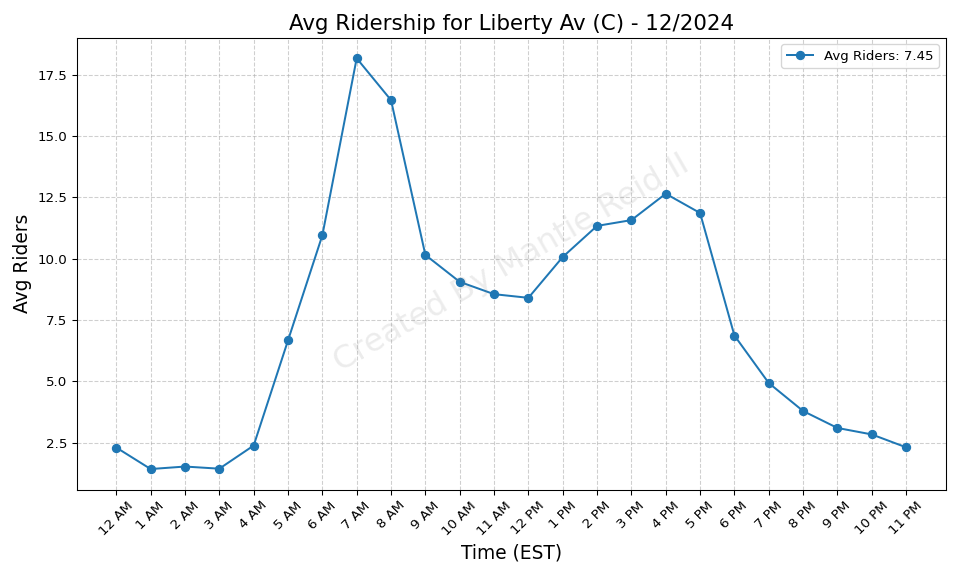 Avg Ridership for Liberty Av (C) - 12/2024
Avg Riders: 7.45
17.5
15.0
12.5
10.0
7.5
5.0
2.5
Avg Riders
Created By Mantie Reid II
12 AM
1 AM
2 AM
3 AM
4 AM
5 AM
6 AM
7 AM
8 AM
9 AM
10 AM
11 AM
12 PM
1 PM
2 PM
3 PM
4 PM
5 PM
6 PM
7 PM
8 PM
9 PM
10 PM
11 PM
Time (EST)